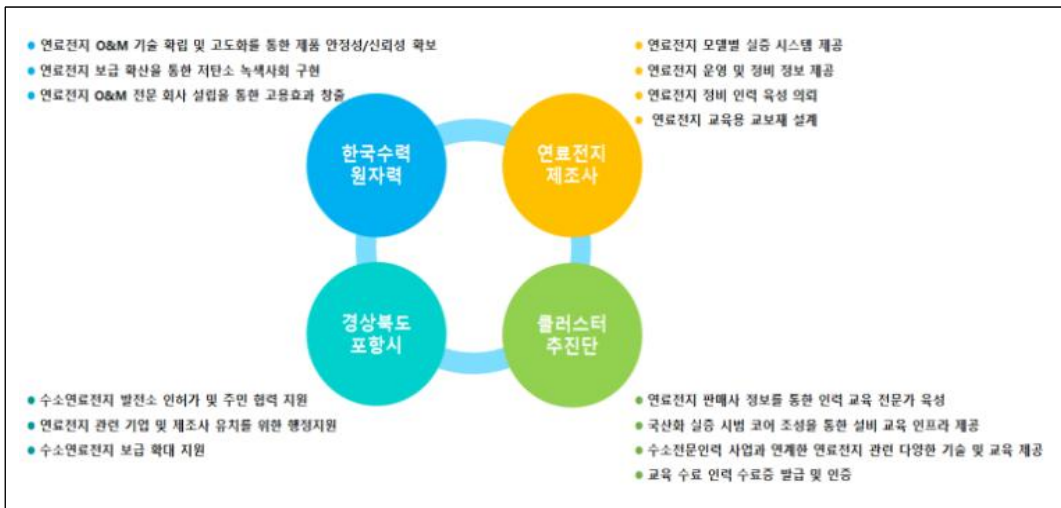 ● 연료전지 O&M 기술 확립 및 고도화를 통한 제품 안정성/신뢰성 확보
● 연료전지 보급 확산을 통한 저탄소 녹색사회 구현
● 연료전지 O&M 전문 회사 설립을 통한 고용효과 창출
● 연료전지 모델별 실증 시스템 제공
● 연료전지 운영 및 정비 정보 제공
● 연료전지 정비 인력 육성 의뢰
● 연료전지 교육용 교보재 설계
한국수력
원자력
연료전지
제조사
경상북도
포항시
클러스터
추진단
● 수소연료전지 발전소 인허가 및 주민 협력 지원
● 연료전지 관련 기업 및 제조사 유치를 위한 행정지원
● 수소연료전지 보급 확대 지원
● 연료전지 판매사 정보를 통한 인력 교육 전문가 육성
● 국산화 실증 시범 코어 조성을 통한 설비 교육 인프라 제공
● 수소전문인력 사업과 연계한 연료전지 관련 다양한 기술 및 교육 제공
● 교육 수료 인력 수료증 발급 및 인증